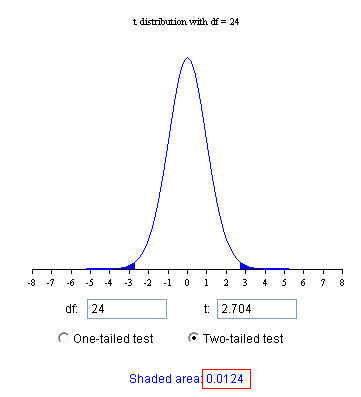 t distribution with df = 24
-8 -7 -6 -5 -4 -3 -2 -1 0 1 2 3 4 5 6 7 8
df: 24 t: 2.704
One-tailed test Two-tailed test
Shaded area: 0.0124